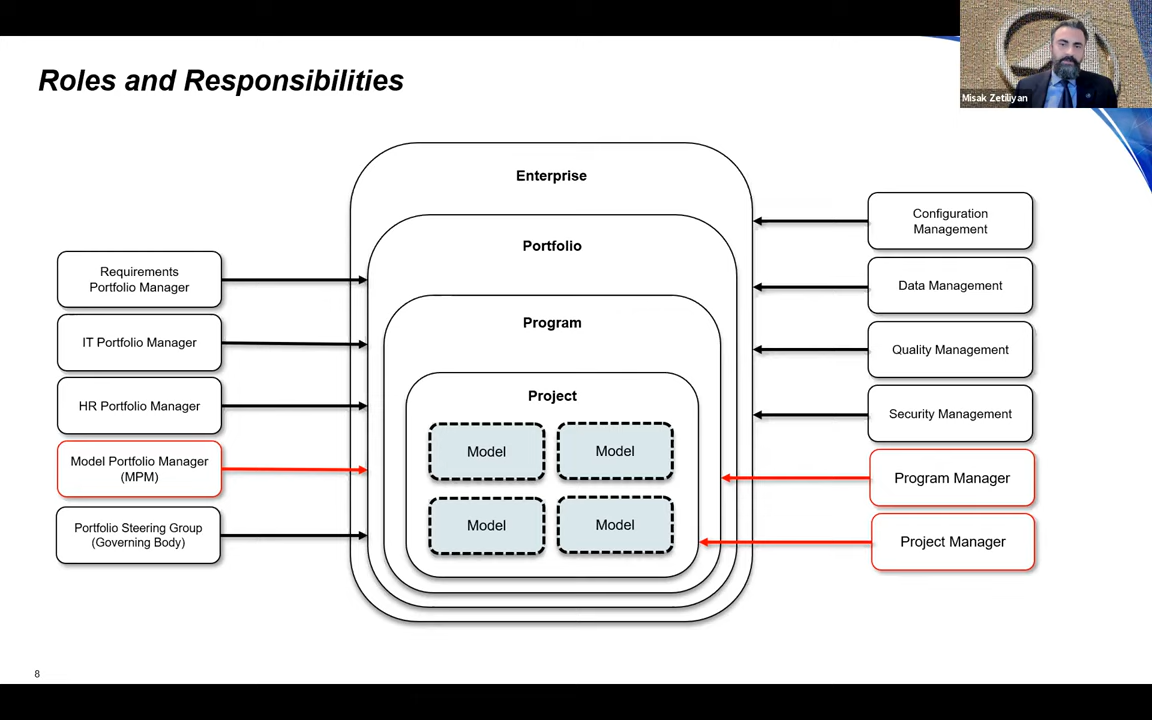 Roles and Responsibilities
Misak Zetiliyan
Enterprise
Portfolio
Program
Project
Model
Model
Model
Model
Requirements
Portfolio Manager
IT Portfolio Manager
HR Portfolio Manager
Model Portfolio Manager
(MPM)
Portfolio Steering Group
(Governing Body)
Configuration
Management
Data Management
Quality Management
Security Management
Program Manager
Project Manager
8